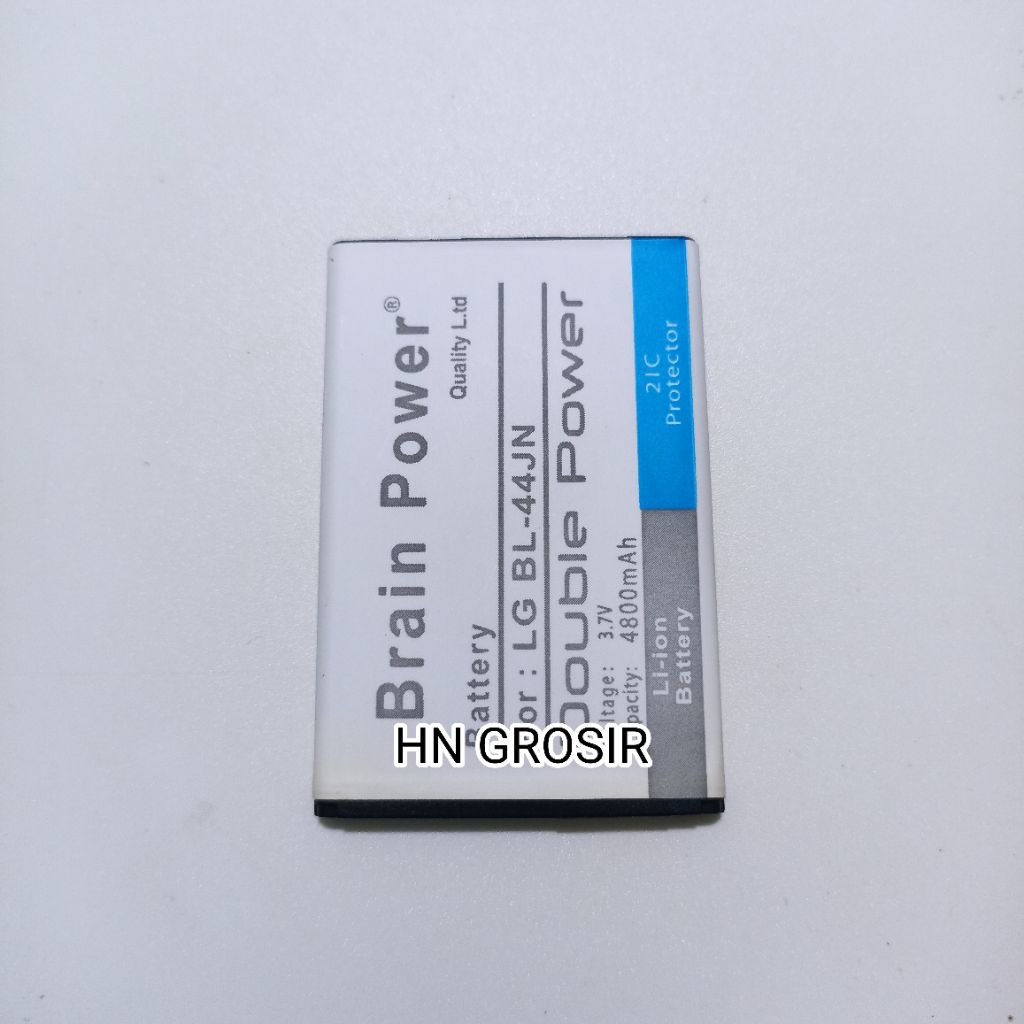 Brain Power®
Quality L.td
Battery
or : LG BL-44JN
Double Power
ltage: 3.7V
pacity: 4800mAh
Li-ion
Battery
2IC
Protector
HN GROSIR